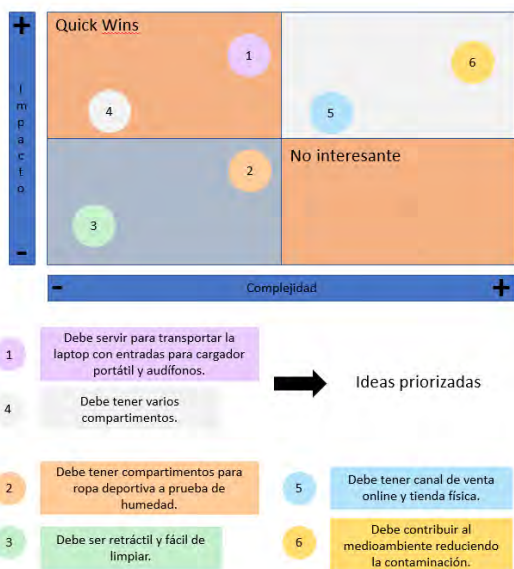 +
Impacto
-
Quick Wins
1
4
6
5
2
3
No interesante
- Complejidad +
1
Debe servir para transportar la
laptop con entradas para cargador
portátil y audífonos.
4
Debe tener varios
compartimentos.
Ideas priorizadas
2
Debe tener compartimentos para
ropa deportiva a prueba de
humedad.
3
Debe ser retráctil y fácil de
limpiar.
5
Debe tener canal de venta
online y tienda física.
6
Debe contribuir al
medioambiente reduciendo
la contaminación.